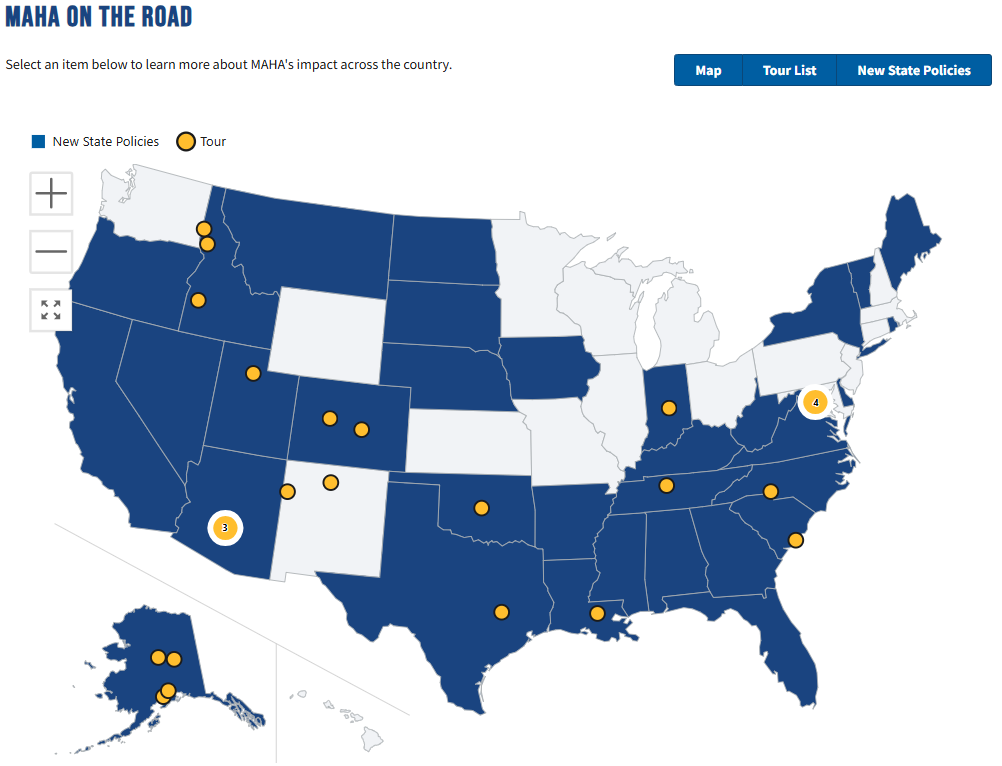 MAHA ON THE ROAD
Select an item below to learn more about MAHA's impact across the country.
Map Tour List New State Policies
New State Policies Tour
4
3